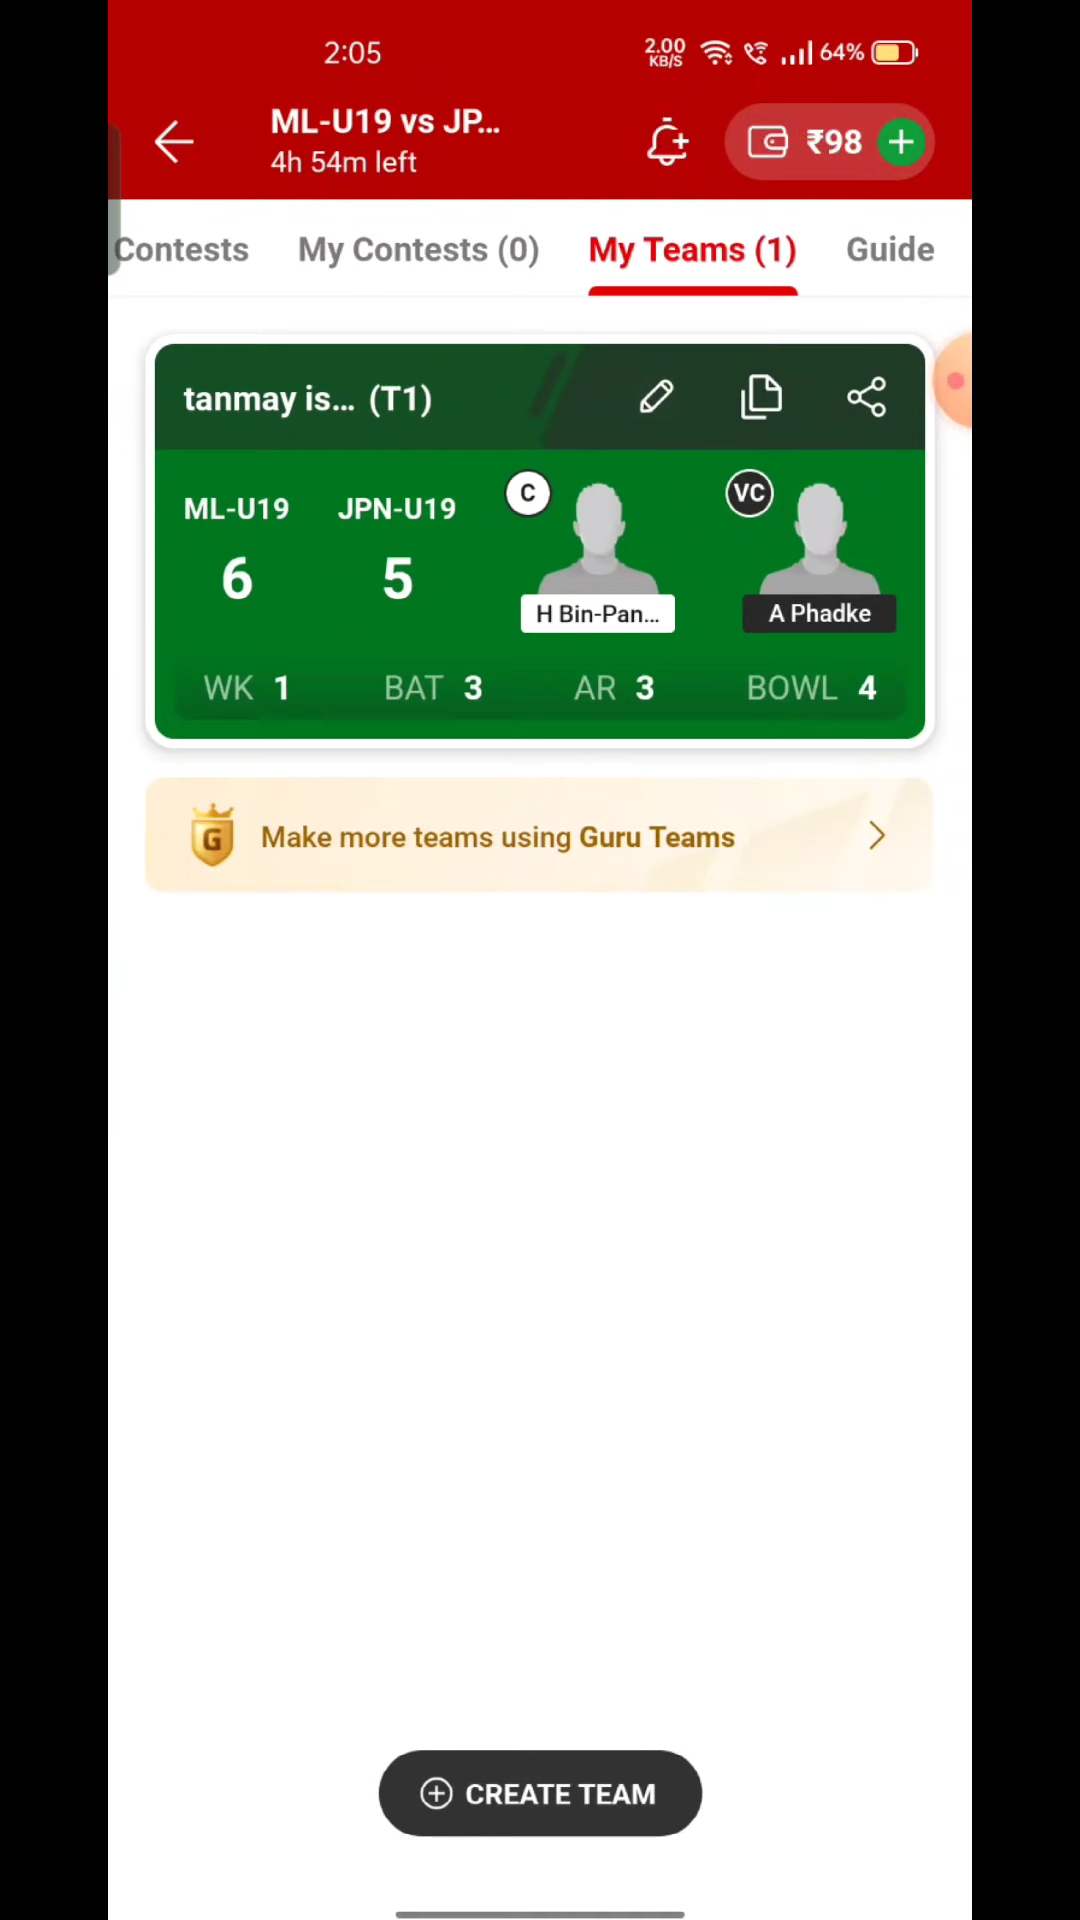 2:05
2.00 KB/S
64%
ML-U19 vs JP...
4h 54m left
₹98
Contests
My Contests (0)
My Teams (1)
Guide
tanmay is... (T1)
ML-U19
JPN-U19
C
VC
6
5
H Bin-Pan...
A Phadke
WK 1
BAT 3
AR 3
BOWL 4
G
Make more teams using Guru Teams
CREATE TEAM